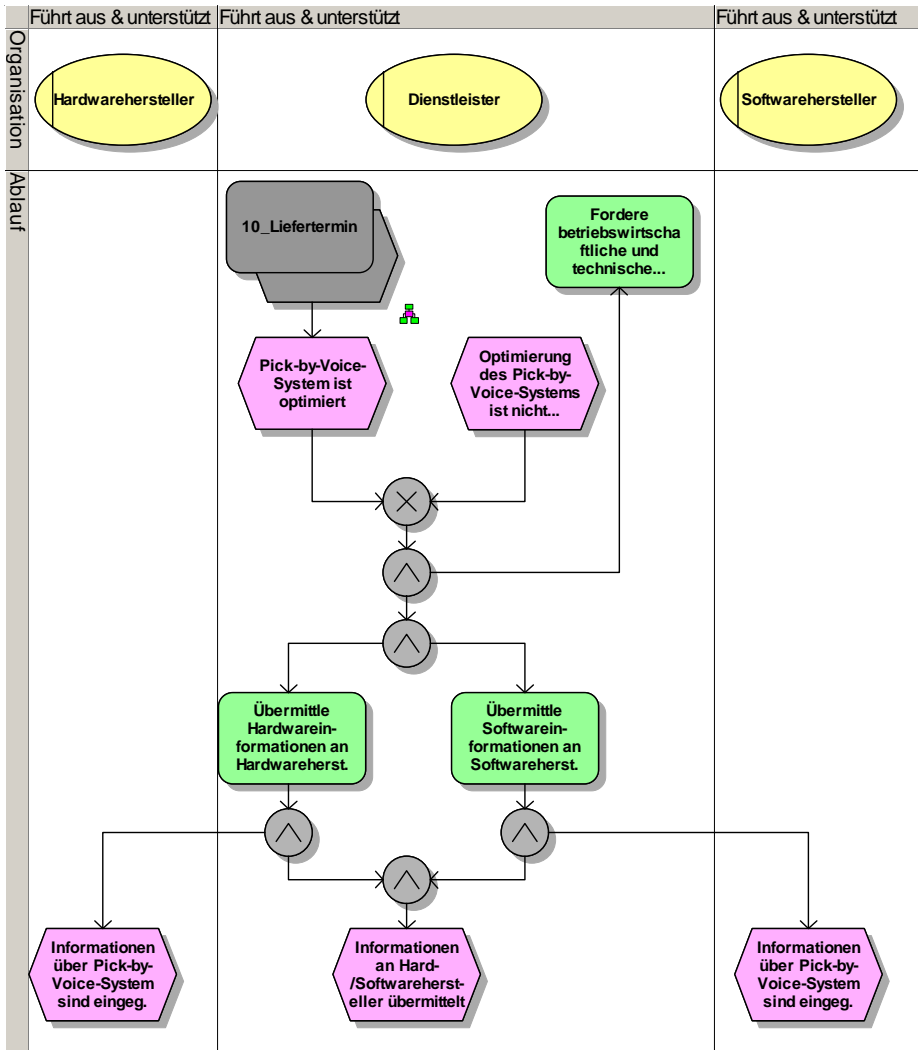 Führt aus & unterstützt
Führt aus & unterstützt
Führt aus & unterstützt
Organisation
Hardwarehersteller
Dienstleister
Softwarehersteller
Ablauf
10_Liefertermin
Fordere
betriebswirtscha
ftliche und
technische...
Pick-by-Voice-
System ist
optimiert
Optimierung
des Pick-by-
Voice-Systems
ist nicht...
Übermittle
Hardwarein-
formationen an
Hardwareherst.
Übermittle
Softwarein-
formationen an
Softwareherst.
Informationen
über Pick-by-
Voice-System
sind eingeg.
Informationen
an Hard-
/Softwareherst-
eller übermittelt
Informationen
über Pick-by-
Voice-System
sind eingeg.